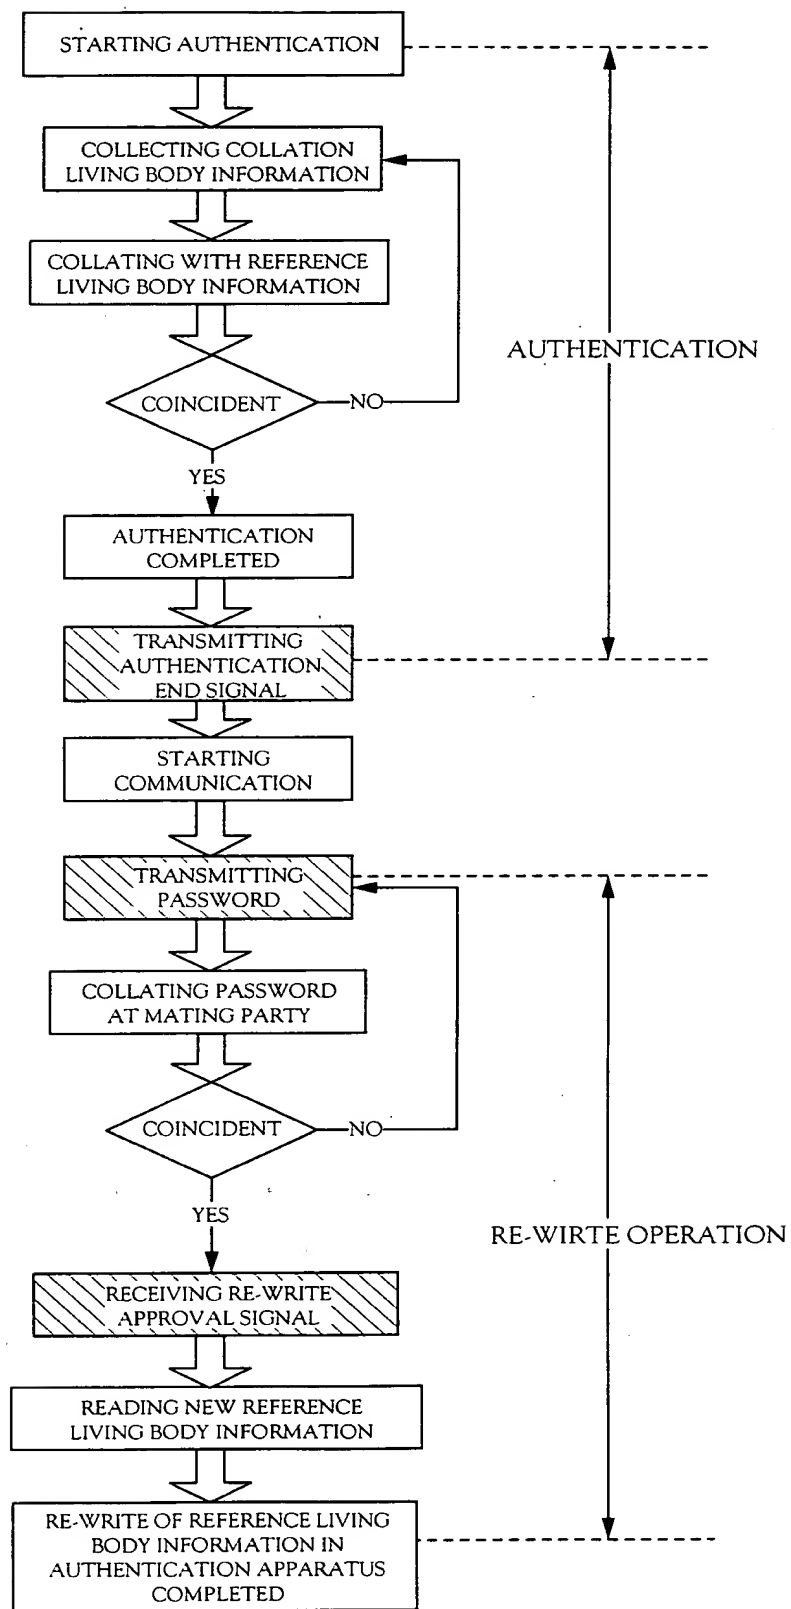 STARTING AUTHENTICATION
COLLECTING COLLATION
LIVING BODY INFORMATION
COLLATING WITH REFERENCE
LIVING BODY INFORMATION
AUTHENTICATION
COINCIDENT
NO
YES
AUTHENTICATION
COMPLETED
TRANSMITTING
AUTHENTICATION
END SIGNAL
STARTING
COMMUNICATION
TRANSMITTING
PASSWORD
COLLATING PASSWORD
AT MATING PARTY
COINCIDENT
NO
YES
RE-WIRTE OPERATION
RECEIVING RE-WRITE
APPROVAL SIGNAL
READING NEW REFERENCE
LIVING BODY INFORMATION
RE-WRITE OF REFERENCE LIVING
BODY INFORMATION IN
AUTHENTICATION APPARATUS
COMPLETED